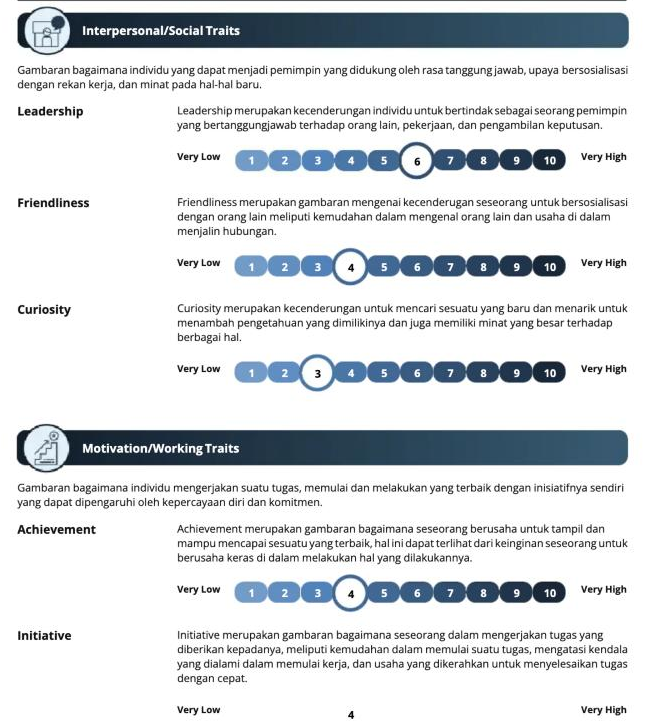 Interpersonal/Social Traits
Gambaran bagaimana individu yang dapat menjadi pemimpin yang didukung oleh rasa tanggung jawab, upaya bersosialisasi
dengan rekan kerja, dan minat pada hal-hal baru.
Leadership
Leadership merupakan kecenderungan individu untuk bertindak sebagai seorang pemimpin
yang bertanggungjawab terhadap orang lain, pekerjaan, dan pengambilan keputusan.
Very Low 1 2 3 4 5 6 7 8 9 10 Very High
Friendliness
Friendliness merupakan gambaran mengenai kecenderugan seseorang untuk bersosialisasi
dengan orang lain meliputi kemudahan dalam mengenal orang lain dan usaha di dalam
menjalin hubungan.
Very Low 1 2 3 4 5 6 7 8 9 10 Very High
Curiosity
Curiosity merupakan kecenderungan untuk mencari sesuatu yang baru dan menarik untuk
menambah pengetahuan yang dimilikinya dan juga memiliki minat yang besar terhadap
berbagai hal.
Very Low 1 2 3 4 5 6 7 8 9 10 Very High
Motivation/Working Traits
Gambaran bagaimana individu mengerjakan suatu tugas, memulai dan melakukan yang terbaik dengan inisiatifnya sendiri
yang dapat dipengaruhi oleh kepercayaan diri dan komitmen.
Achievement
Achievement merupakan gambaran bagaimana seseorang berusaha untuk tampil dan
mampu mencapai sesuatu yang terbaik, hal ini dapat terlihat dari keinginan seseorang untuk
berusaha keras di dalam melakukan hal yang dilakukannya.
Very Low 1 2 3 4 5 6 7 8 9 10 Very High
Initiative
Initiative merupakan gambaran bagaimana seseorang dalam mengerjakan tugas yang
diberikan kepadanya, meliputi kemudahan dalam memulai suatu tugas, mengatasi kendala
yang dialami dalam memulai kerja, dan usaha yang dikerahkan untuk menyelesaikan tugas
dengan cepat.
Very Low 4 Very High